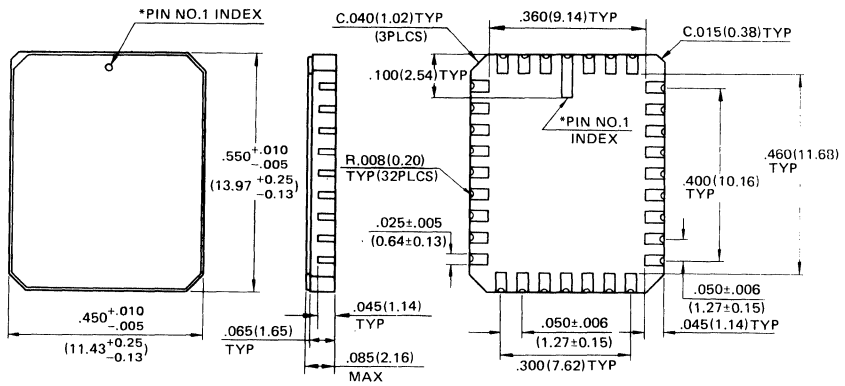 *PIN NO.1 INDEX
.550 +.010 -.005
(13.97 +0.25 -0.13)
.450 +.010 -.005
(11.43 +0.25 -0.13)
.045(1.14)
TYP
.065(1.65)
TYP
.085(2.16)
MAX
C.040(1.02)TYP
(3PLCS)
.360(9.14)TYP
C.015(0.38)TYP
.100(2.54) TYP
*PIN NO.1
INDEX
R.008(0.20)
TYP(32PLCS)
.025±.005
(0.64±0.13)
.460(11.68)
TYP
.400(10.16)
TYP
.050±.006
(1.27±0.15)
.045(1.14)TYP
.050±.006
(1.27±0.15)
.300(7.62)TYP